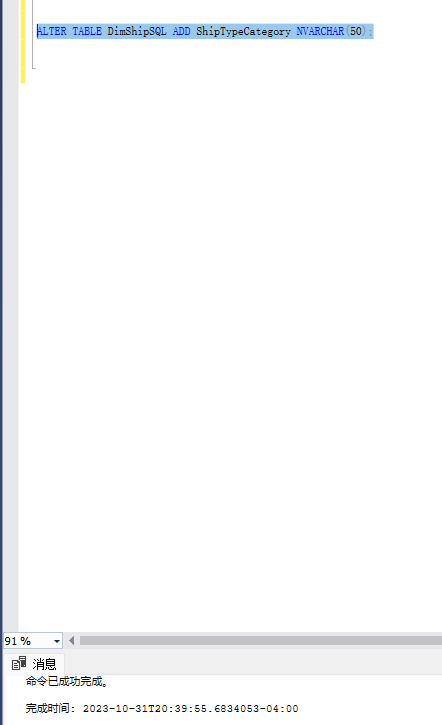 ALTER TABLE DimShipSQL ADD ShipTypeCategory NVARCHAR(50);
91 %
消息
命令已成功完成。
完成时间: 2023-10-31T20:39:55.6834053-04:00